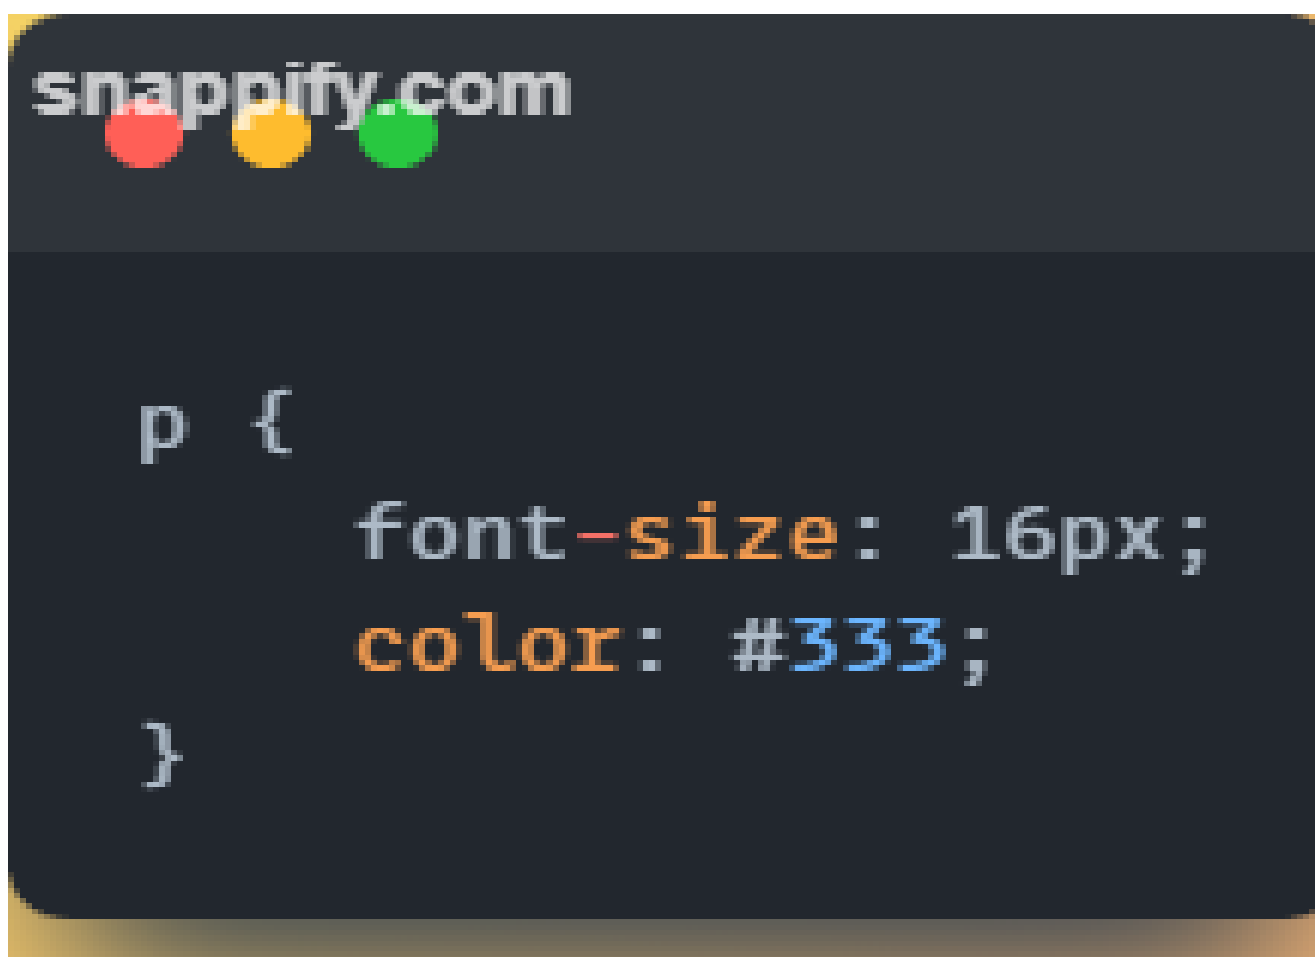 snappify.com
p {
    font-size: 16px;
    color: #333;
}